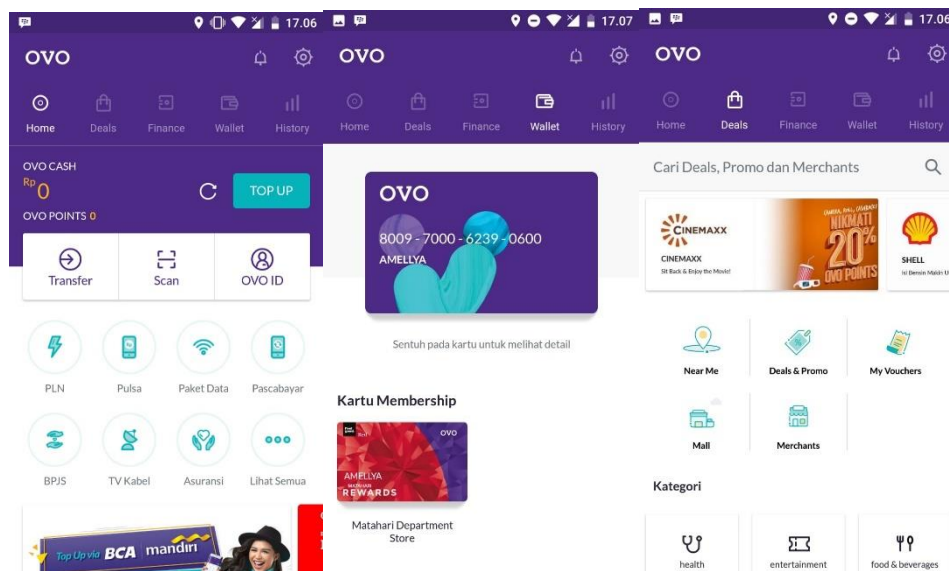 17.06
OVO
Home
Deals
Finance
Wallet
History
OVO CASH
Rp 0
TOP UP
OVO POINTS 0
Transfer
Scan
OVO ID
PLN
Pulsa
Paket Data
Pascabayar
BPJS
TV Kabel
Asuransi
Lihat Semua
Top Up via BCA mandiri
17.07
OVO
Home
Deals
Finance
Wallet
History
OVO
8009 - 7000 - 6239 - 0600
AMELLYA
Sentuh pada kartu untuk melihat detail
Kartu Membership
OVO
AMELLYA
MATAHARI
REWARDS
Matahari Department
Store
17.06
OVO
Home
Deals
Finance
Wallet
History
Cari Deals, Promo dan Merchants
CINEMAXX
CINEMAXX
Sit Back & Enjoy the Movie!
NIKMATI
20%
OVO POINTS
SHELL
Near Me
Deals & Promo
My Vouchers
Mall
Merchants
Kategori
health
entertainment
food & beverages